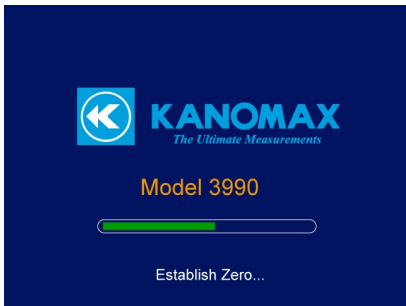 KANOMAX
The Ultimate Measurements
Model 3990
Establish Zero...